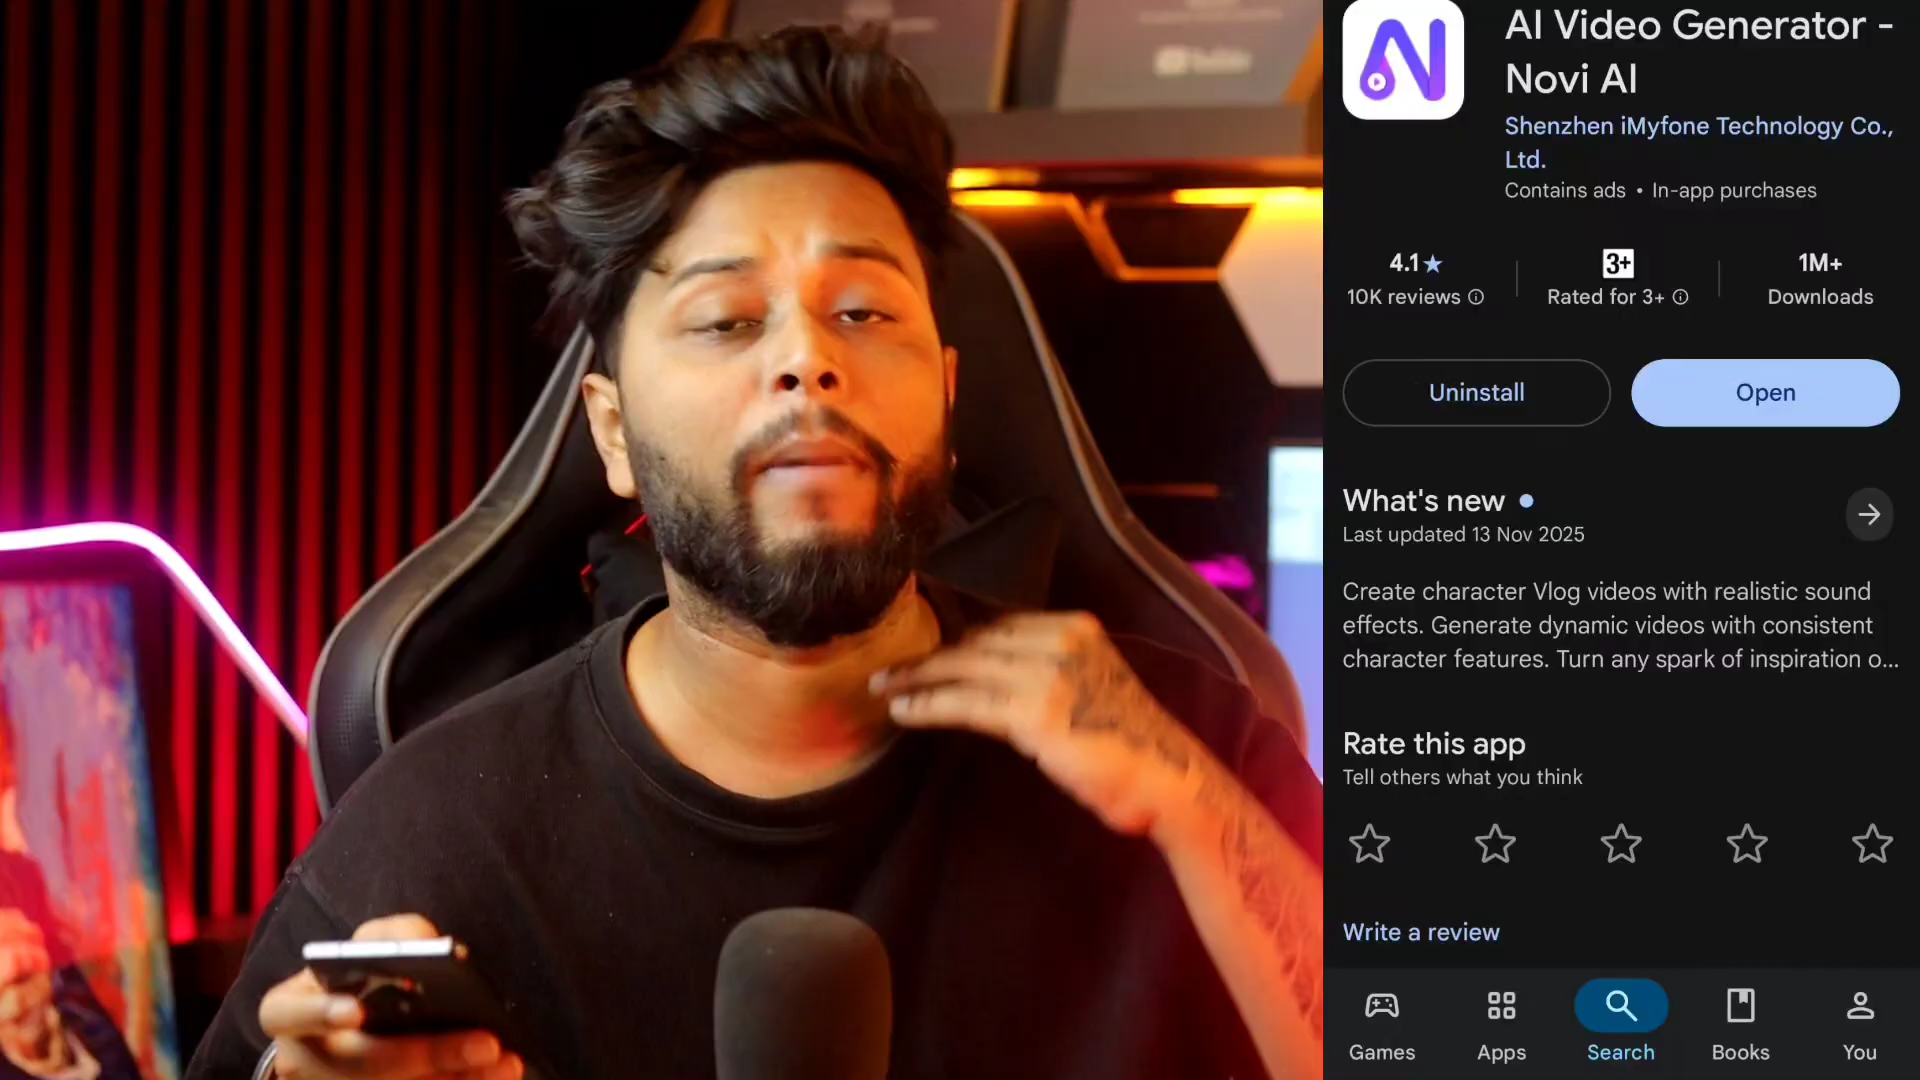 AI Video Generator -
Novi AI
Shenzhen iMyfone Technology Co.,
Ltd.
Contains ads • In-app purchases
4.1★
10K reviews
3+
Rated for 3+
1M+
Downloads
Uninstall
Open
What's new
Last updated 13 Nov 2025
Create character Vlog videos with realistic sound
effects. Generate dynamic videos with consistent
character features. Turn any spark of inspiration o...
Rate this app
Tell others what you think
Write a review
Games
Apps
Search
Books
You